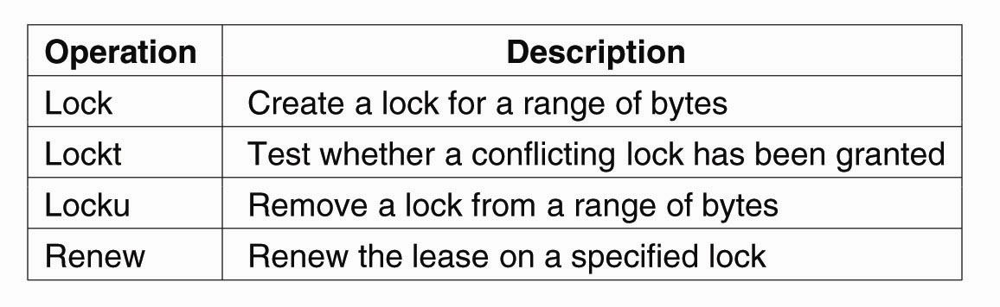 Operation Description
Lock Create a lock for a range of bytes
Lockt Test whether a conflicting lock has been granted
Locku Remove a lock from a range of bytes
Renew Renew the lease on a specified lock